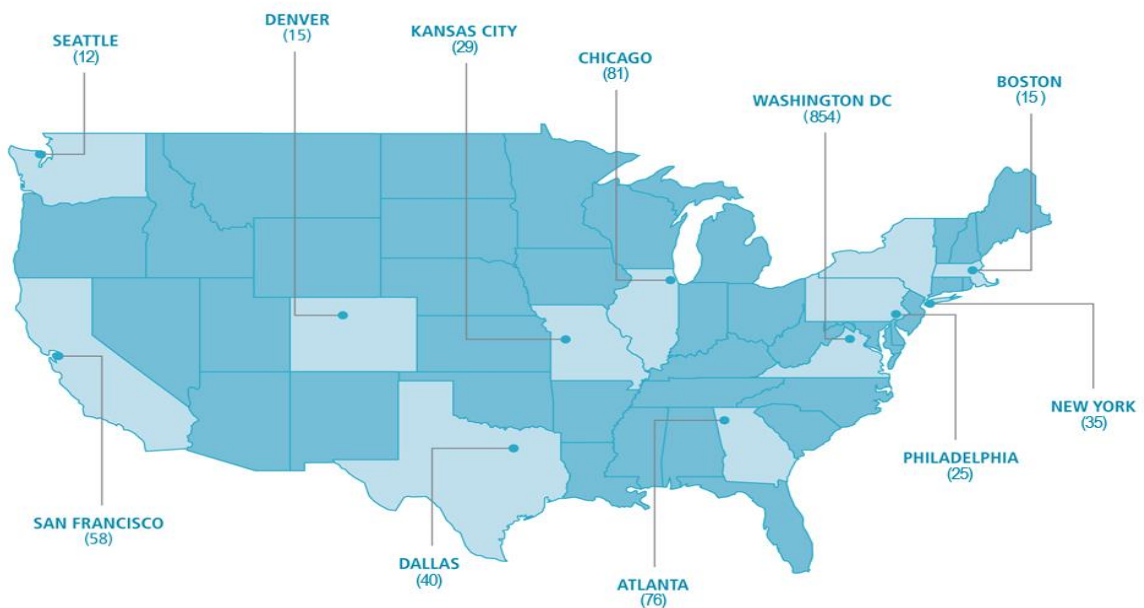 SEATTLE
(12)
DENVER
(15)
KANSAS CITY
(29)
CHICAGO
(81)
WASHINGTON DC
(854)
BOSTON
(15 )
NEW YORK
(35)
PHILADELPHIA
(25)
SAN FRANCISCO
(58)
DALLAS
(40)
ATLANTA
(76)